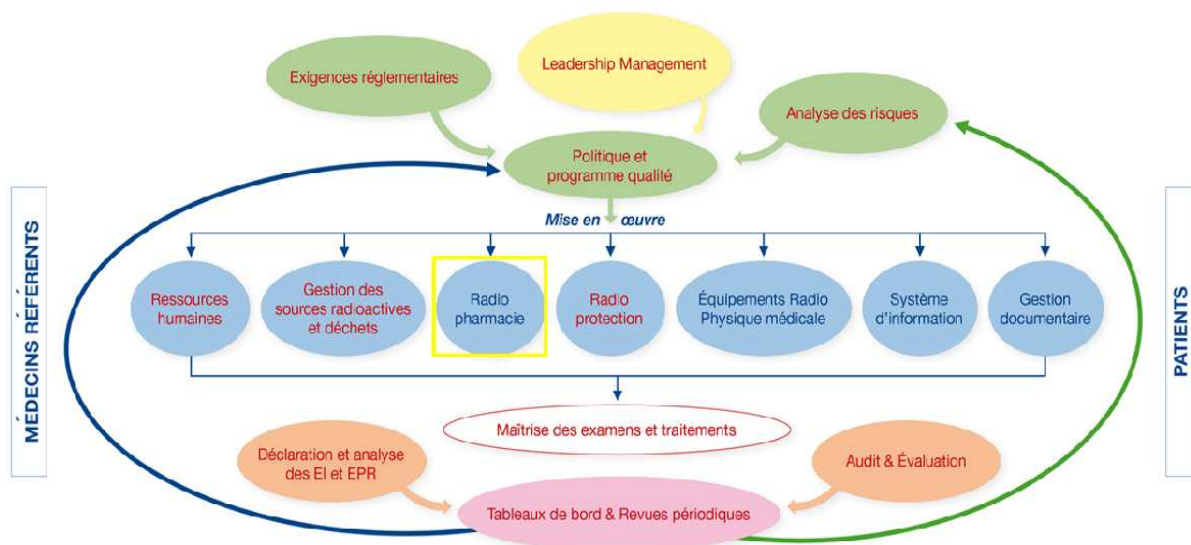 Leadership Management
Exigences réglementaires
Analyse des risques
Politique et
programme qualité
Mise en œuvre
MÉDECINS RÉFÉRENTS
PATIENTS
Ressources
humaines
Gestion des
sources radioactives
et déchets
Radio
pharmacie
Radio
protection
Équipements Radio
Physique médicale
Système
d'information
Gestion
documentaire
Maîtrise des examens et traitements
Déclaration et analyse
des EI et EPR
Audit & Évaluation
Tableaux de bord & Revues périodiques